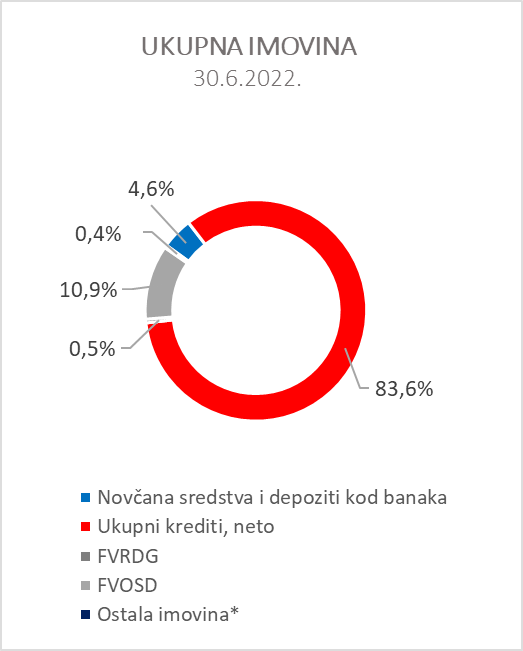 UKUPNA IMOVINA
30.6.2022.
4,6%
0,4%
10,9%
0,5%
83,6%
Novčana sredstva i depoziti kod banaka
Ukupni krediti, neto
FVRDG
FVOSD
Ostala imovina*